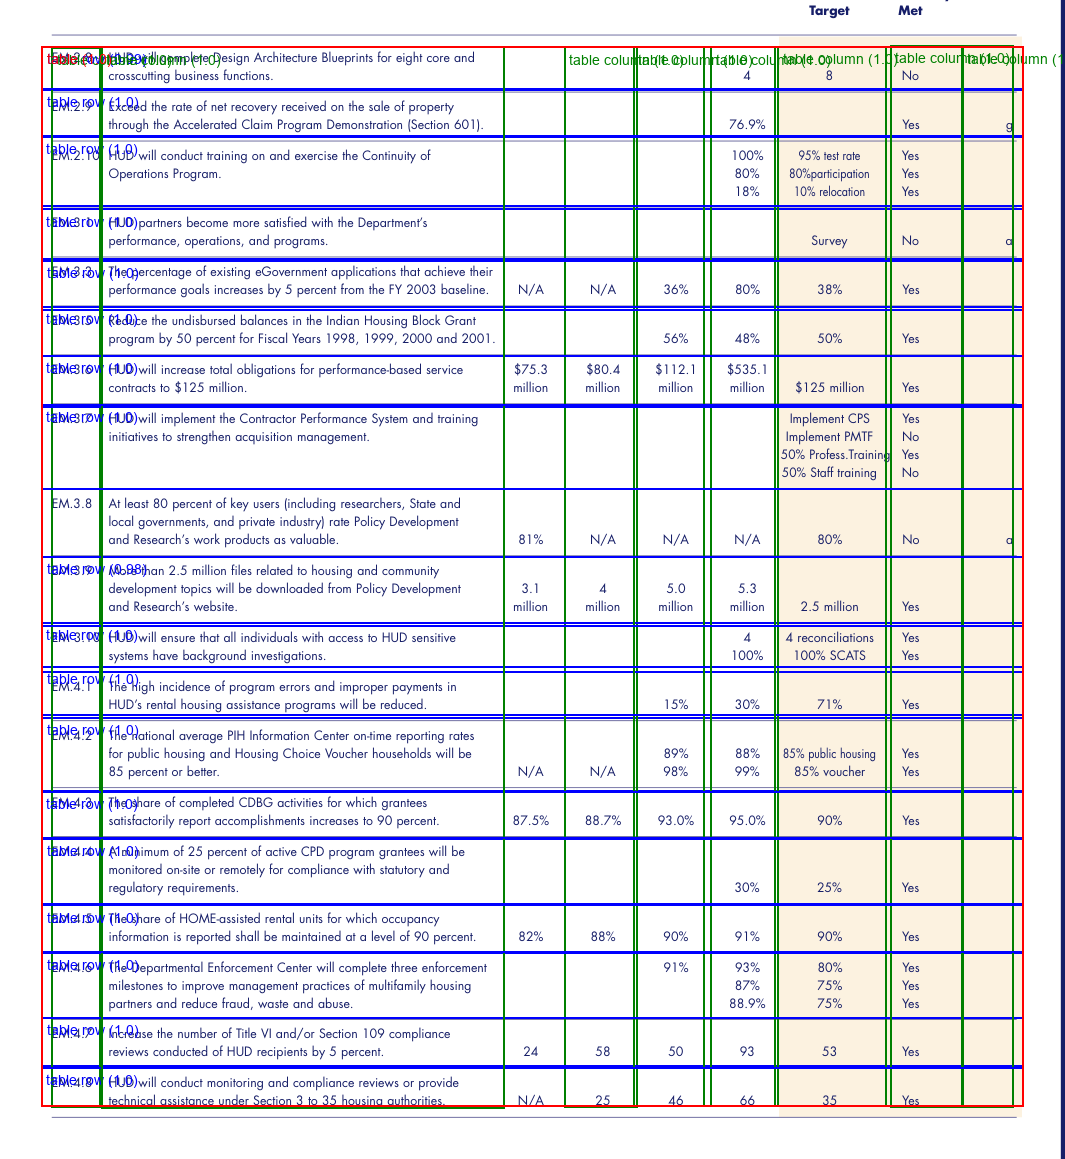 Target Met
EM.2.8 HUD will complete Design Architecture Blueprints for eight core and
crosscutting business functions. 4 8 No
EM.2.9 Exceed the rate of net recovery received on the sale of property
through the Accelerated Claim Program Demonstration (Section 601). 76.9% Yes g
EM.2.10 HUD will conduct training on and exercise the Continuity of 100% 95% test rate Yes
Operations Program. 80% 80%participation Yes
18% 10% relocation Yes
EM.3.1 HUD partners become more satisfied with the Department's
performance, operations, and programs. Survey No a
The percentage of existing eGovernment applications that achieve their
performance goals increases by 5 percent from the FY 2003 baseline. N/A N/A 36% 80% 38% Yes
EM.3.5 Reduce the undisbursed balances in the Indian Housing Block Grant
program by 50 percent for Fiscal Years 1998, 1999, 2000 and 2001. 56% 48% 50% Yes
EM.3.6 HUD will increase total obligations for performance-based service $75.3 $80.4 $112.1 $535.1
contracts to $125 million. million million million million $125 million Yes
EM.3.7 HUD will implement the Contractor Performance System and training Implement CPS Yes
initiatives to strengthen acquisition management. Implement PMTF No
50% Profess.Training Yes
50% Staff training No
EM.3.8 At least 80 percent of key users (including researchers, State and
local governments, and private industry) rate Policy Development
and Research's work products as valuable. 81% N/A N/A N/A 80% No a
EM.3.9 More than 2.5 million files related to housing and community
development topics will be downloaded from Policy Development 3.1 4 5.0 5.3
and Research's website. million million million million 2.5 million Yes
EM.3.10 HUD will ensure that all individuals with access to HUD sensitive 4 4 reconciliations Yes
systems have background investigations. 100% 100% SCATS Yes
EM.4.1 The high incidence of program errors and improper payments in
HUD's rental housing assistance programs will be reduced. 15% 30% 71% Yes
EM.4.2 The national average PIH Information Center on-time reporting rates
for public housing and Housing Choice Voucher households will be 89% 88% 85% public housing Yes
85 percent or better. N/A N/A 98% 99% 85% voucher Yes
EM.4.3 The share of completed CDBG activities for which grantees
satisfactorily report accomplishments increases to 90 percent. 87.5% 88.7% 93.0% 95.0% 90% Yes
EM.4.4 A minimum of 25 percent of active CPD program grantees will be
monitored on-site or remotely for compliance with statutory and
regulatory requirements. 30% 25% Yes
EM.4.5 The share of HOME-assisted rental units for which occupancy
information is reported shall be maintained at a level of 90 percent. 82% 88% 90% 91% 90% Yes
EM.4.6 The Departmental Enforcement Center will complete three enforcement 91% 93% 80% Yes
milestones to improve management practices of multifamily housing 87% 75% Yes
partners and reduce fraud, waste and abuse. 88.9% 75% Yes
EM.4.7 Increase the number of Title VI and/or Section 109 compliance
reviews conducted of HUD recipients by 5 percent. 24 58 50 93 53 Yes
EM.4.8 HUD will conduct monitoring and compliance reviews or provide
technical assistance under Section 3 to 35 housing authorities. N/A 25 46 66 35 Yes